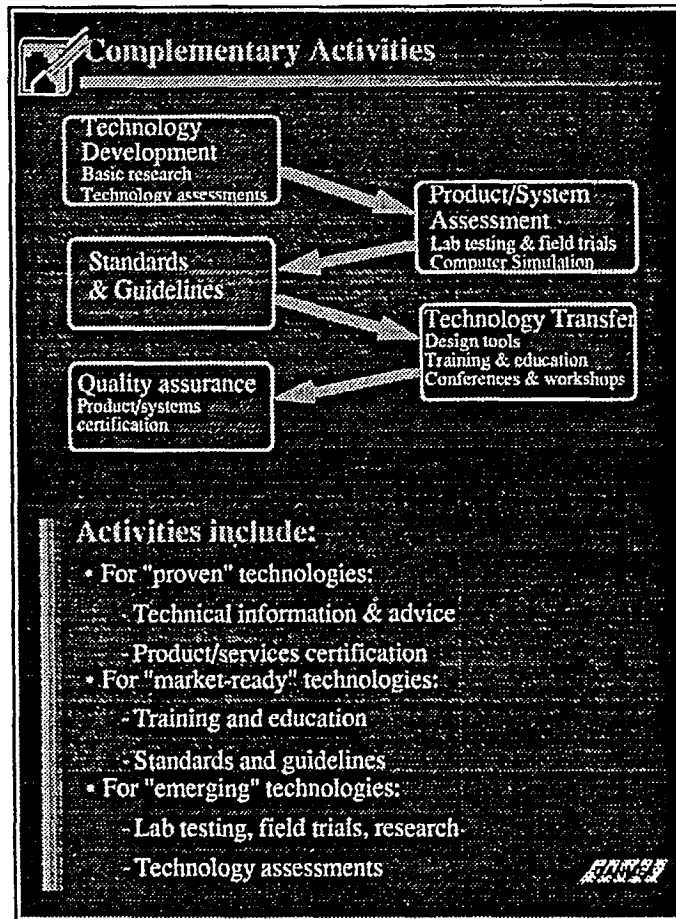 Complementary Activities
Technology
Development
Basic research
Technology assessments
Product/System
Assessment
Lab testing & field trials
Computer Simulation
Standards
& Guidelines
Technology Transfer
Design tools
Training & education
Conferences & workshops
Quality assurance
Product/systems
certification
Activities include:
• For "proven" technologies:
- Technical information & advice
- Product/services certification
• For "market-ready" technologies:
- Training and education
- Standards and guidelines
• For "emerging" technologies:
- Lab testing, field trials, research
- Technology assessments